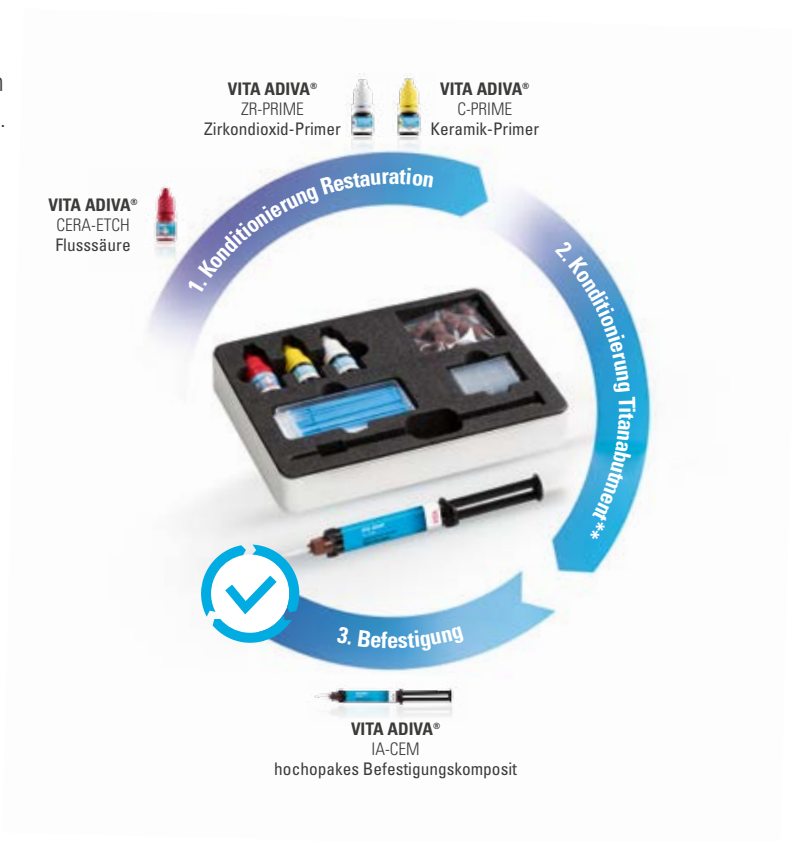 n
.
VITA ADIVA®
ZR-PRIME
Zirkondioxid-Primer
VITA ADIVA®
C-PRIME
Keramik-Primer
VITA ADIVA®
CERA-ETCH
Flusssäure
1. Konditionierung Restauration
2. Konditionierung Titanabutment**
3. Befestigung
VITA ADIVA®
IA-CEM
hochopakes Befestigungskomposit